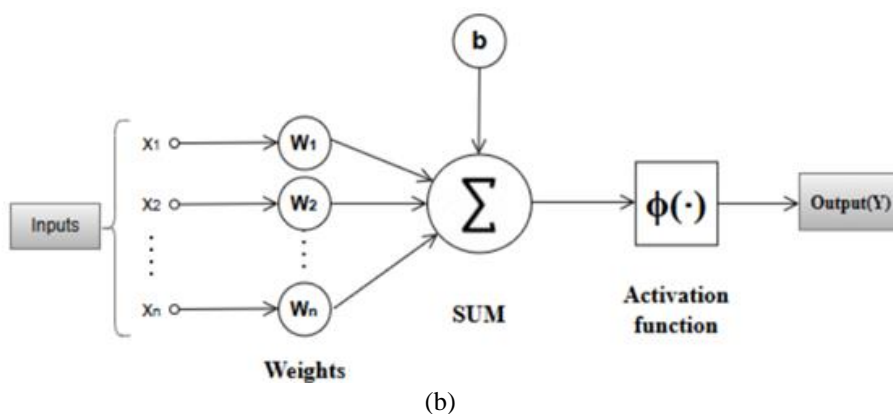 b
x1
W1
x2
W2
Inputs
Σ
ϕ(·)
Output(Y)
xn
Wn
SUM
Activation
function
Weights
(b)